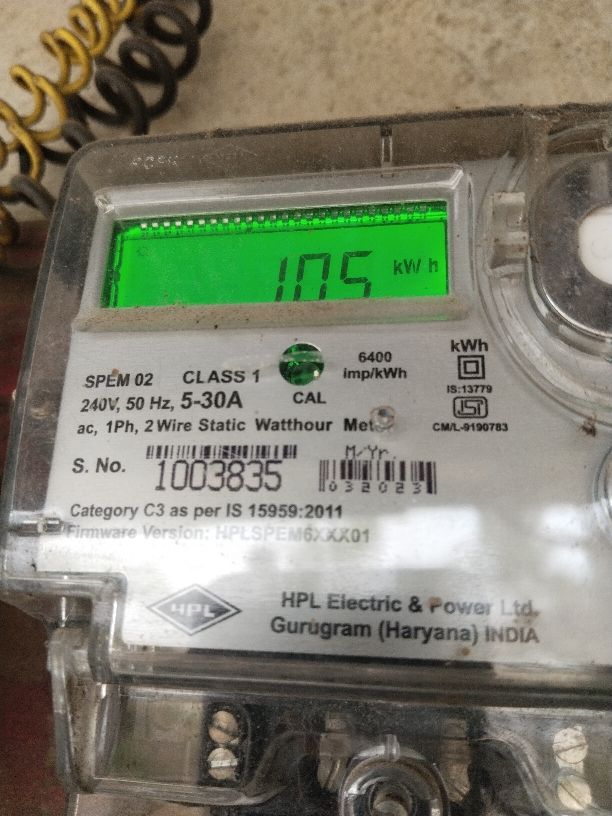 105 kW h
SPEM 02 CLASS 1 CAL 6400 imp/kWh kWh
IS:13779
240V, 50 Hz, 5-30A
ISI
CM/L-9190783
ac, 1Ph, 2 Wire Static Watthour
M/Yr.
S. No. 1003835 032023
Category C3 as per IS 15959:2011
Firmware Version: HPLSPEM6XXX01
HPL
HPL Electric & Power Ltd.
Gurugram (Haryana) INDIA